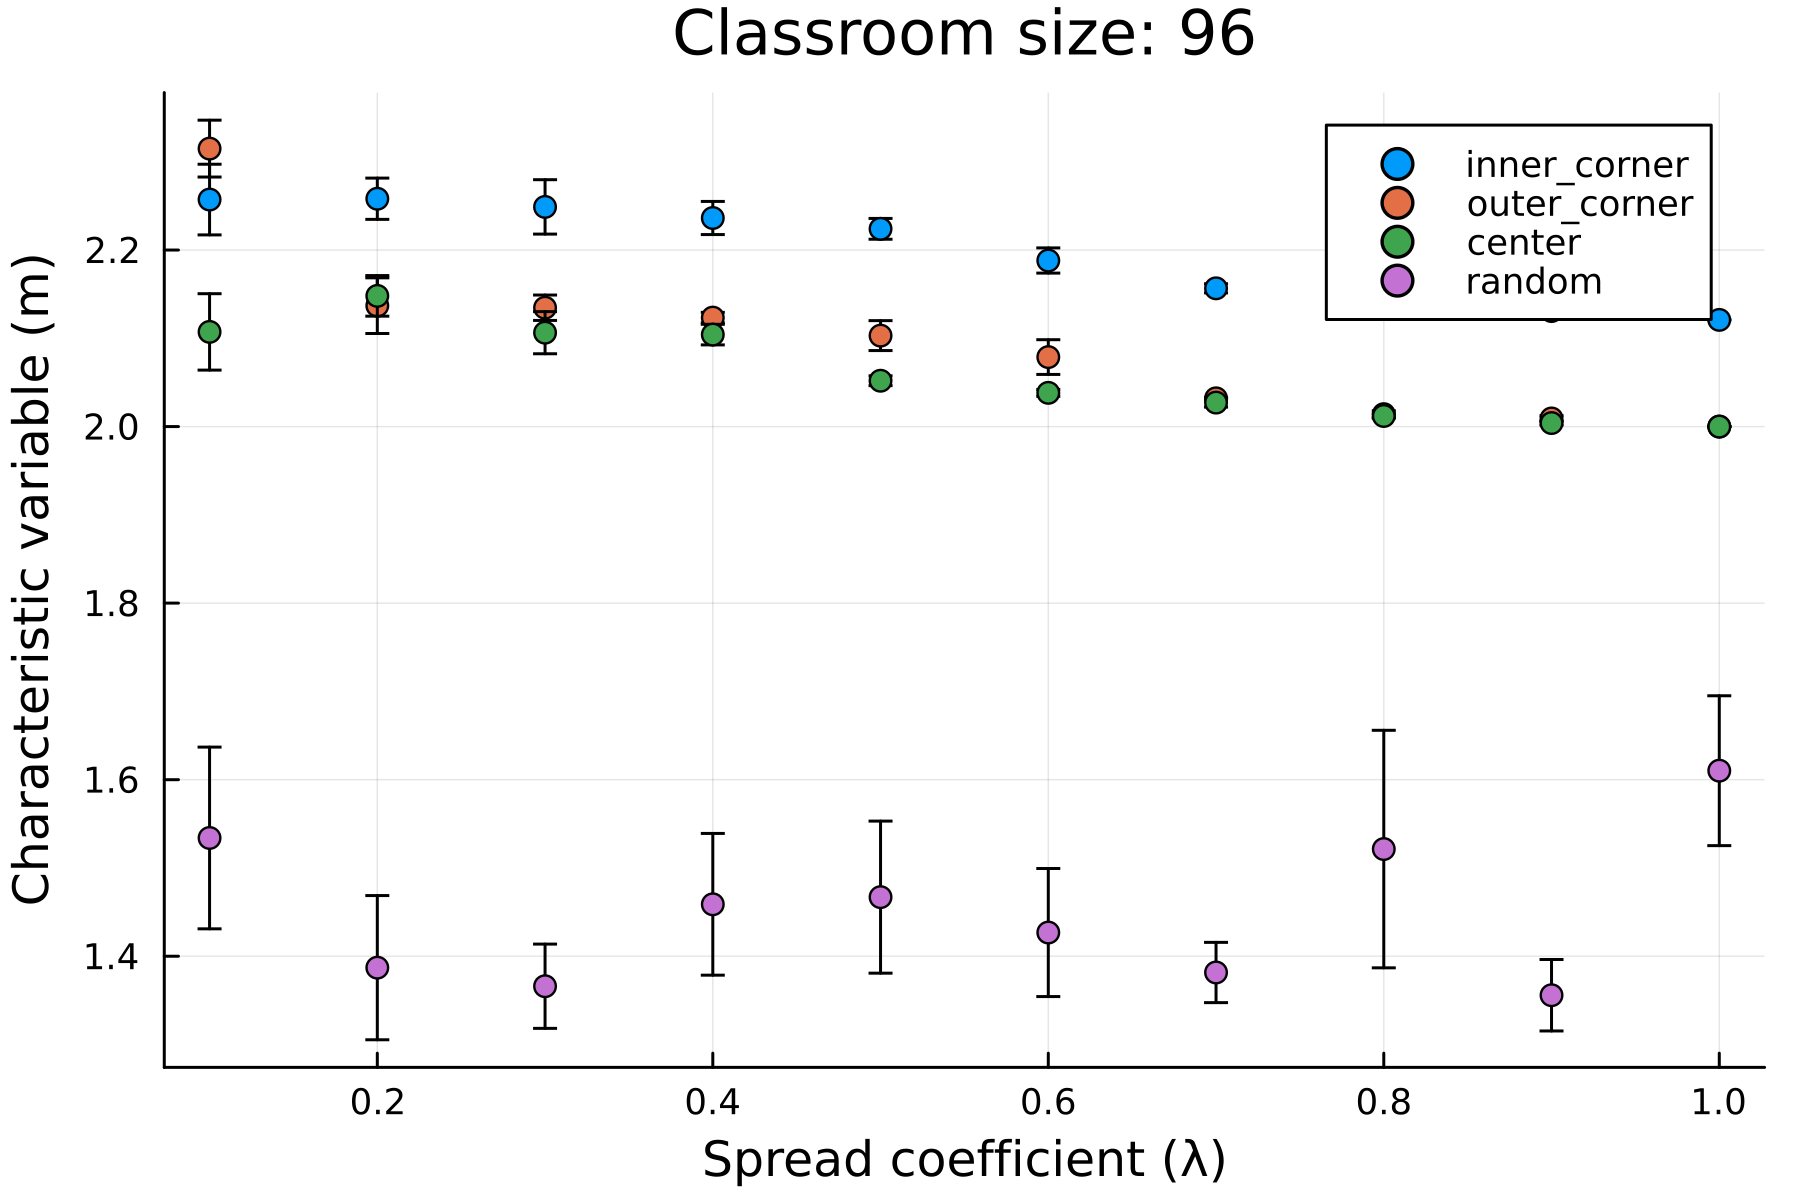 Classroom size: 96
inner_corner
outer_corner
center
random
Characteristic variable (m)
2.2
2.0
1.8
1.6
1.4
0.2 0.4 0.6 0.8 1.0
Spread coefficient (λ)